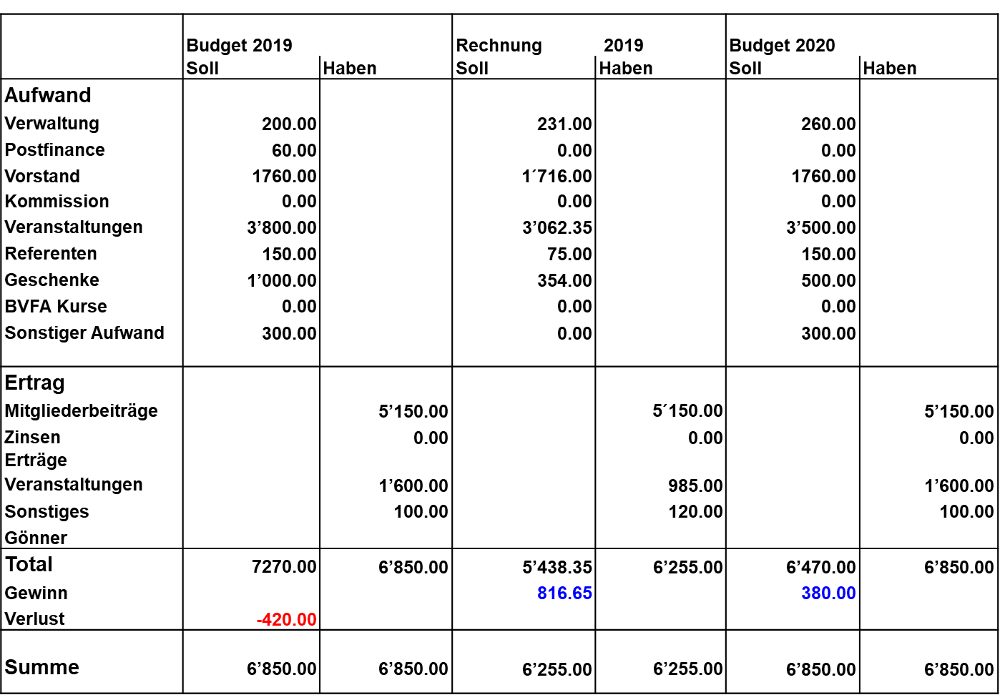 Budget 2019 Rechnung 2019 Budget 2020
Soll Haben Soll Haben Soll Haben
Aufwand
Verwaltung 200.00 231.00 260.00
Postfinance 60.00 0.00 0.00
Vorstand 1760.00 1´716.00 1760.00
Kommission 0.00 0.00 0.00
Veranstaltungen 3’800.00 3’062.35 3’500.00
Referenten 150.00 75.00 150.00
Geschenke 1’000.00 354.00 500.00
BVFA Kurse 0.00 0.00 0.00
Sonstiger Aufwand 300.00 0.00 300.00
Ertrag
Mitgliederbeiträge 5’150.00 5´150.00 5’150.00
Zinsen 0.00 0.00 0.00
Erträge
Veranstaltungen 1’600.00 985.00 1’600.00
Sonstiges 100.00 120.00 100.00
Gönner
Total 7270.00 6’850.00 5’438.35 6’255.00 6’470.00 6’850.00
Gewinn 816.65 380.00
Verlust -420.00
Summe 6’850.00 6’850.00 6’255.00 6’255.00 6’850.00 6’850.00